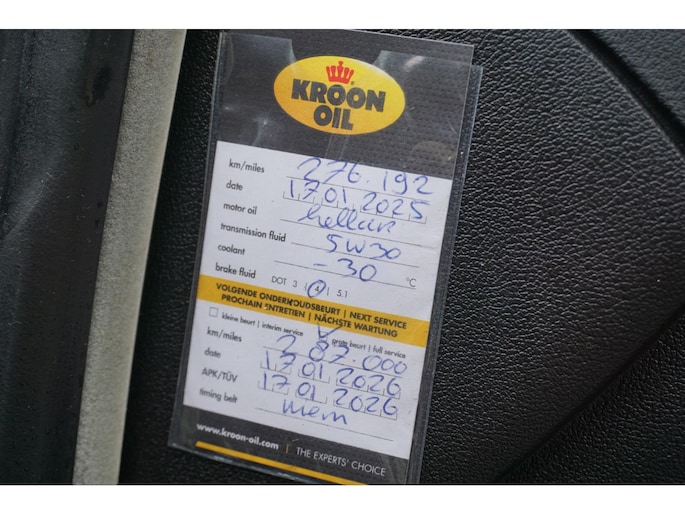 KROON
OIL
km/miles 276.192
date 17 01 2025
motor oil
transmission fluid 5W30
coolant -30 °C
brake fluid DOT 3 | 4 | 5.1
VOLGENDE ONDERHOUDSBEURT | NEXT SERVICE
PROCHAIN ENTRETIEN | NÄCHSTE WARTUNG
kleine beurt | interim service grote beurt | full service
km/miles 287.000
date 17 01 2026
APK/TÜV 17 01 2026
timing belt
www.kroon-oil.com | THE EXPERTS' CHOICE